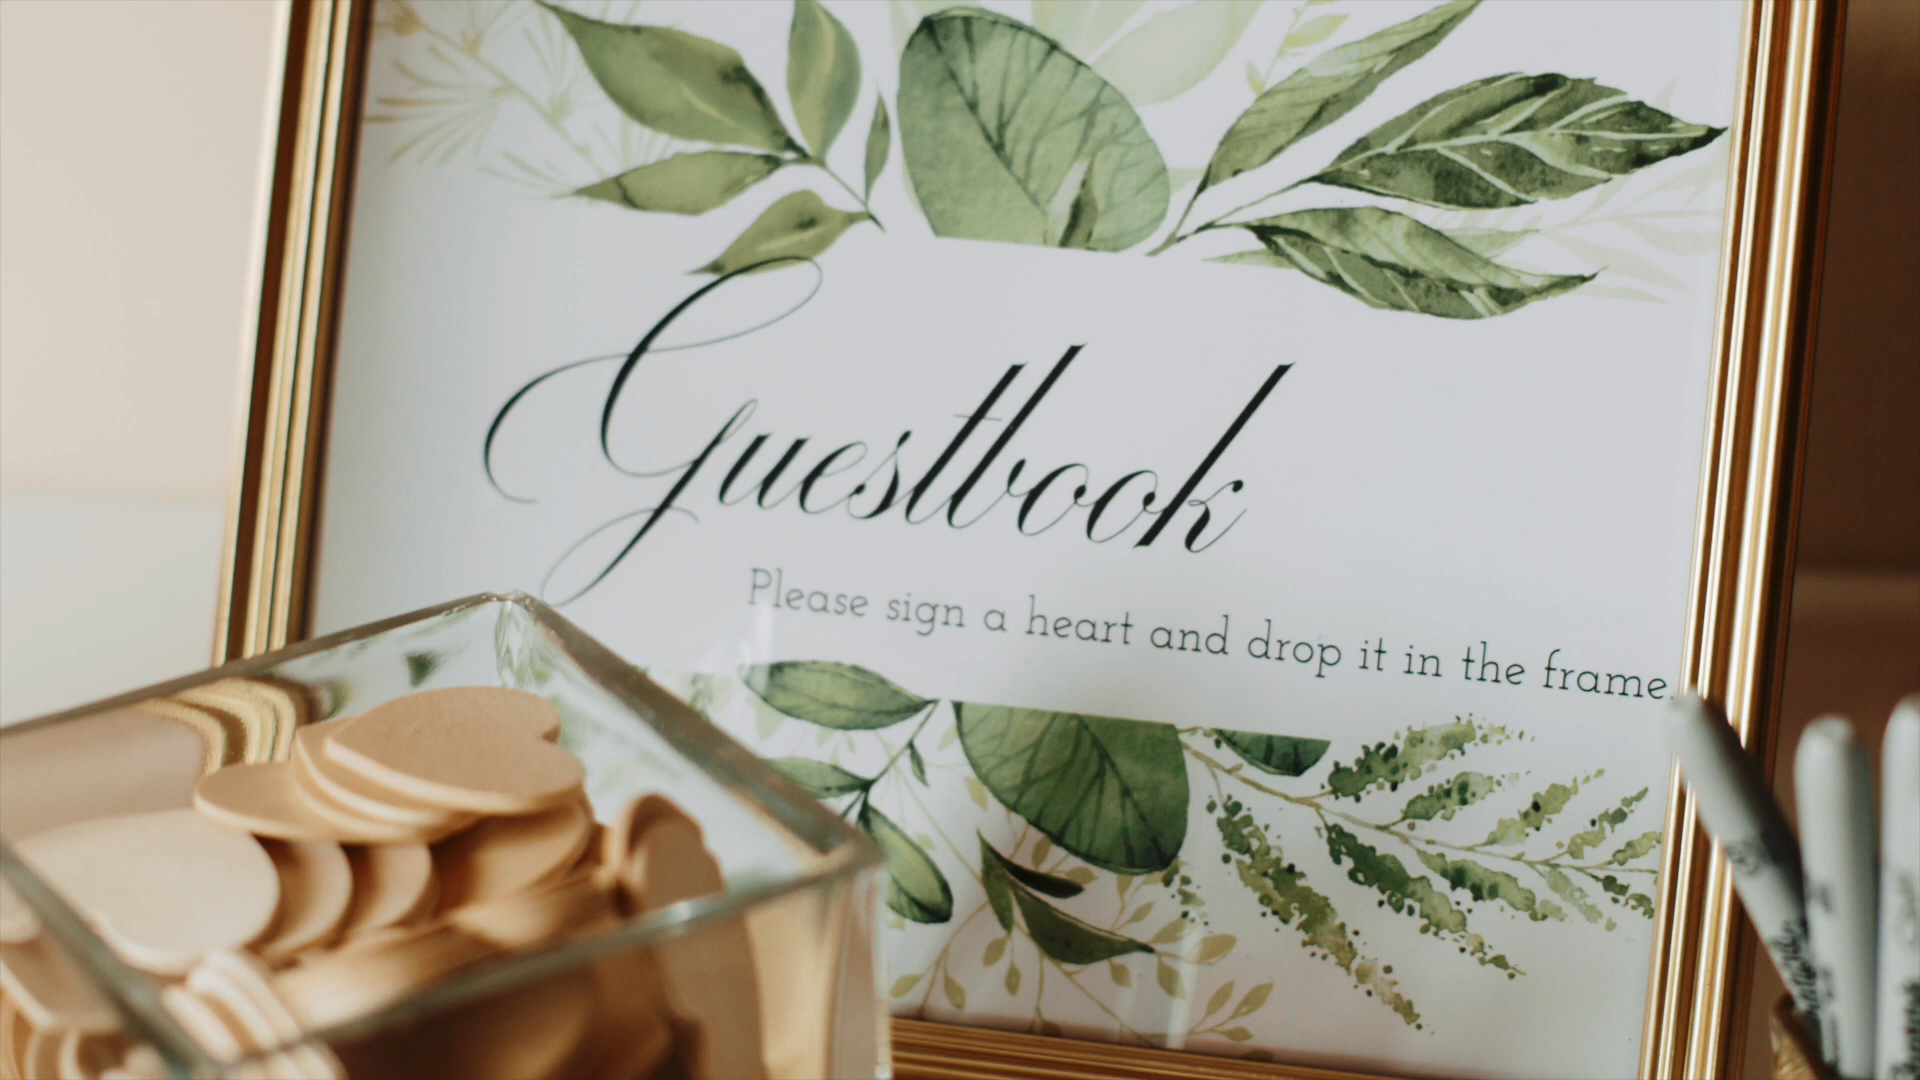 Guestbook
Please sign a heart and drop it in the frame.